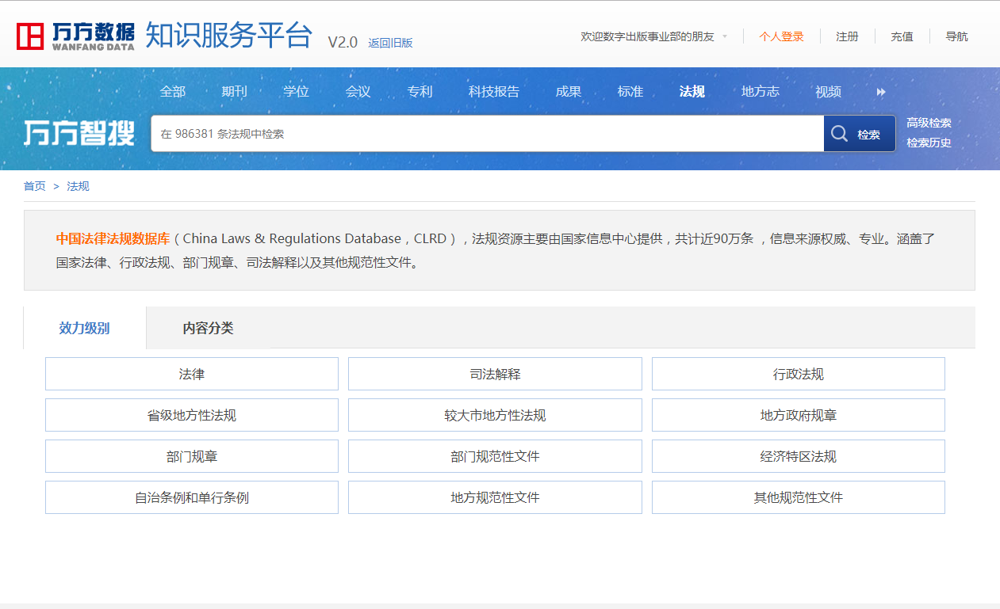 万方数据 知识服务平台 V2.0 返回旧版 欢迎数字出版事业部的朋友 个人登录 注册 充值 导航
WANFANG DATA
全部 期刊 学位 会议 专利 科技报告 成果 标准 法规 地方志 视频
万方智搜 在 986381 条法规中检索 检索 高级检索
检索历史
首页 > 法规
中国法律法规数据库（China Laws & Regulations Database，CLRD），法规资源主要由国家信息中心提供，共计近90万条 ，信息来源权威、专业。涵盖了
国家法律、行政法规、部门规章、司法解释以及其他规范性文件。
效力级别 内容分类
法律 司法解释 行政法规
省级地方性法规 较大市地方性法规 地方政府规章
部门规章 部门规范性文件 经济特区法规
自治条例和单行条例 地方规范性文件 其他规范性文件